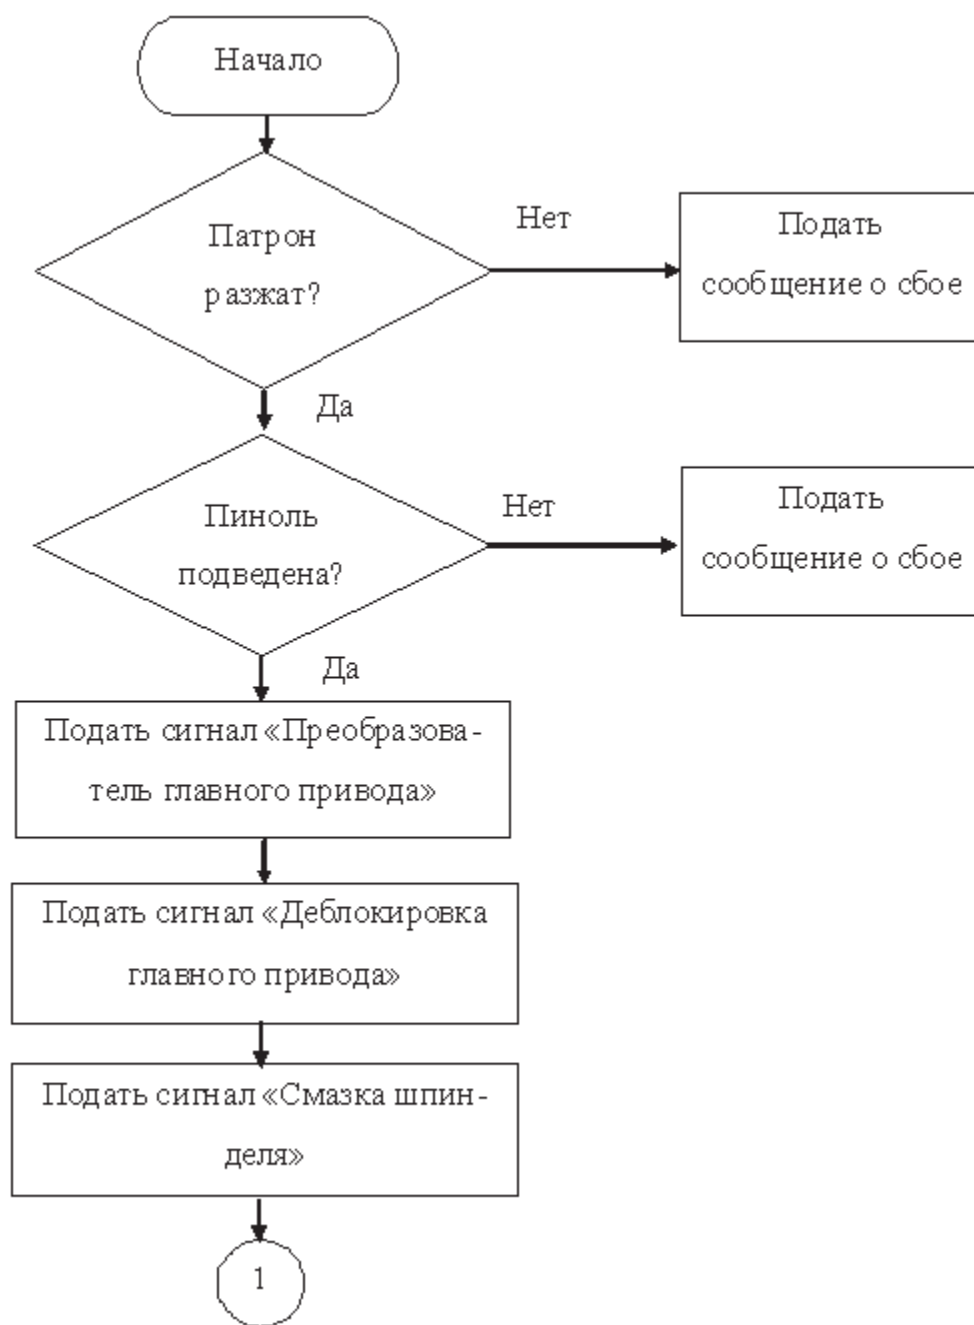 Начало
Патрон
разжат?
Нет
Подать
сообщение о сбое
Да
Пиноль
подведена?
Нет
Подать
сообщение о сбое
Да
Подать сигнал «Преобразова-
тель главного привода»
Подать сигнал «Деблокировка
главного привода»
Подать сигнал «Смазка шпин-
деля»
1